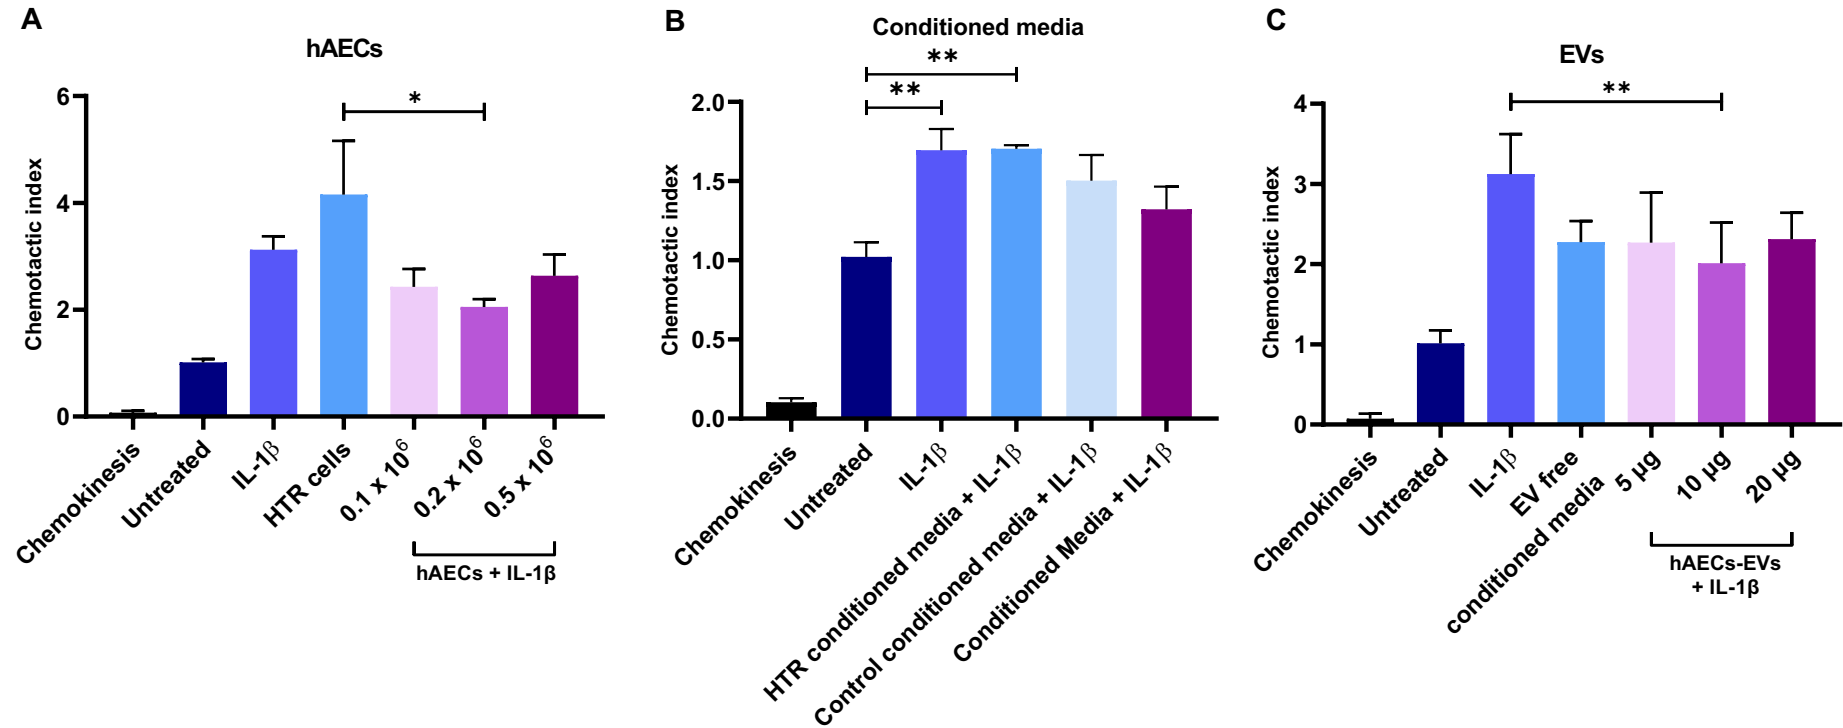 A
hAECs
*
Chemotactic index
6
4
2
0
Chemokinesis
Untreated
IL-1β
HTR cells
0.1 x 10⁶
0.2 x 10⁶
0.5 x 10⁶
hAECs + IL-1β
B
Conditioned media
**
**
Chemotactic index
2.0
1.5
1.0
0.5
0.0
Chemokinesis
Untreated
IL-1β
HTR conditioned media + IL-1β
Control conditioned media + IL-1β
Conditioned Media + IL-1β
C
EVs
**
Chemotactic index
4
3
2
1
0
Chemokinesis
Untreated
IL-1β
EV free
conditioned media
5 μg
10 μg
20 μg
hAECs-EVs
+ IL-1β